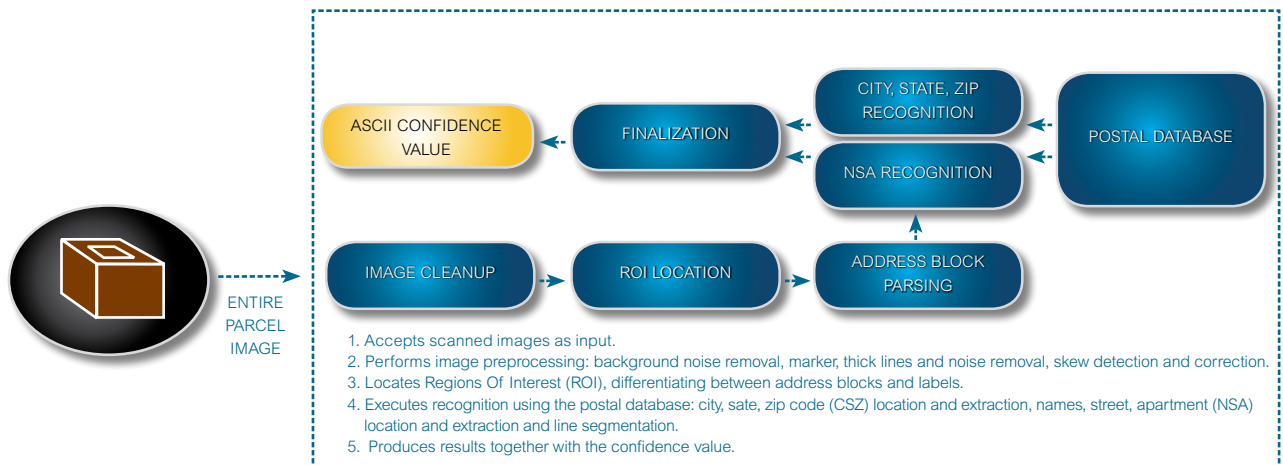 CITY, STATE, ZIP
RECOGNITION
ASCII CONFIDENCE
VALUE
FINALIZATION
POSTAL DATABASE
NSA RECOGNITION
IMAGE CLEANUP
ROI LOCATION
ADDRESS BLOCK
PARSING
ENTIRE
PARCEL
IMAGE
1. Accepts scanned images as input.
2. Performs image preprocessing: background noise removal, marker, thick lines and noise removal, skew detection and correction.
3. Locates Regions Of Interest (ROI), differentiating between address blocks and labels.
4. Executes recognition using the postal database: city, sate, zip code (CSZ) location and extraction, names, street, apartment (NSA)
location and extraction and line segmentation.
5. Produces results together with the confidence value.